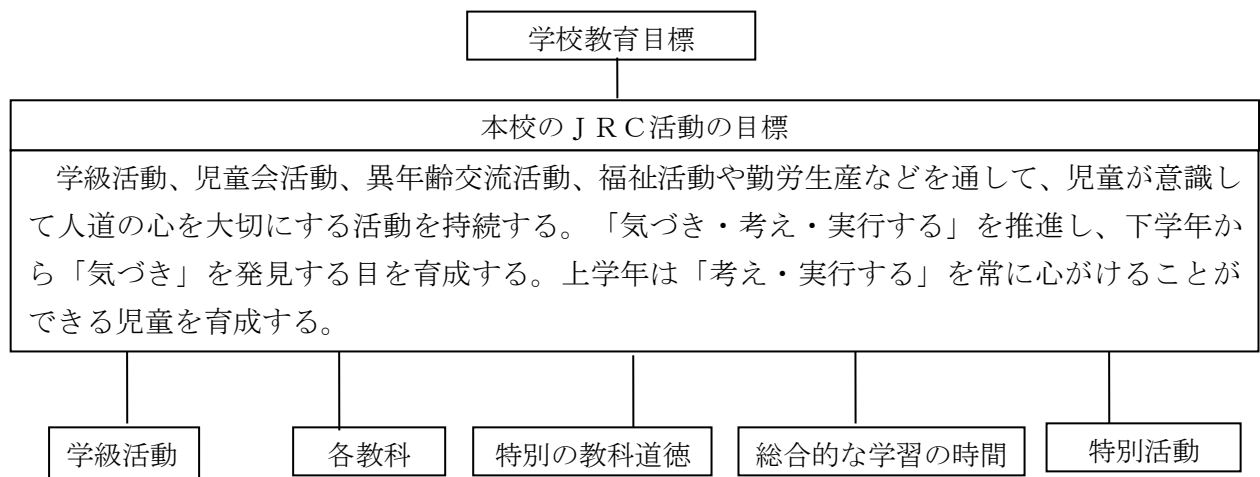 学校教育目標
本校のＪＲＣ活動の目標
　学級活動、児童会活動、異年齢交流活動、福祉活動や勤労生産などを通して、児童が意識し
て人道の心を大切にする活動を持続する。「気づき・考え・実行する」を推進し、下学年か
ら「気づき」を発見する目を育成する。上学年は「考え・実行する」を常に心がけることが
できる児童を育成する。
学級活動
各教科
特別の教科道徳
総合的な学習の時間
特別活動